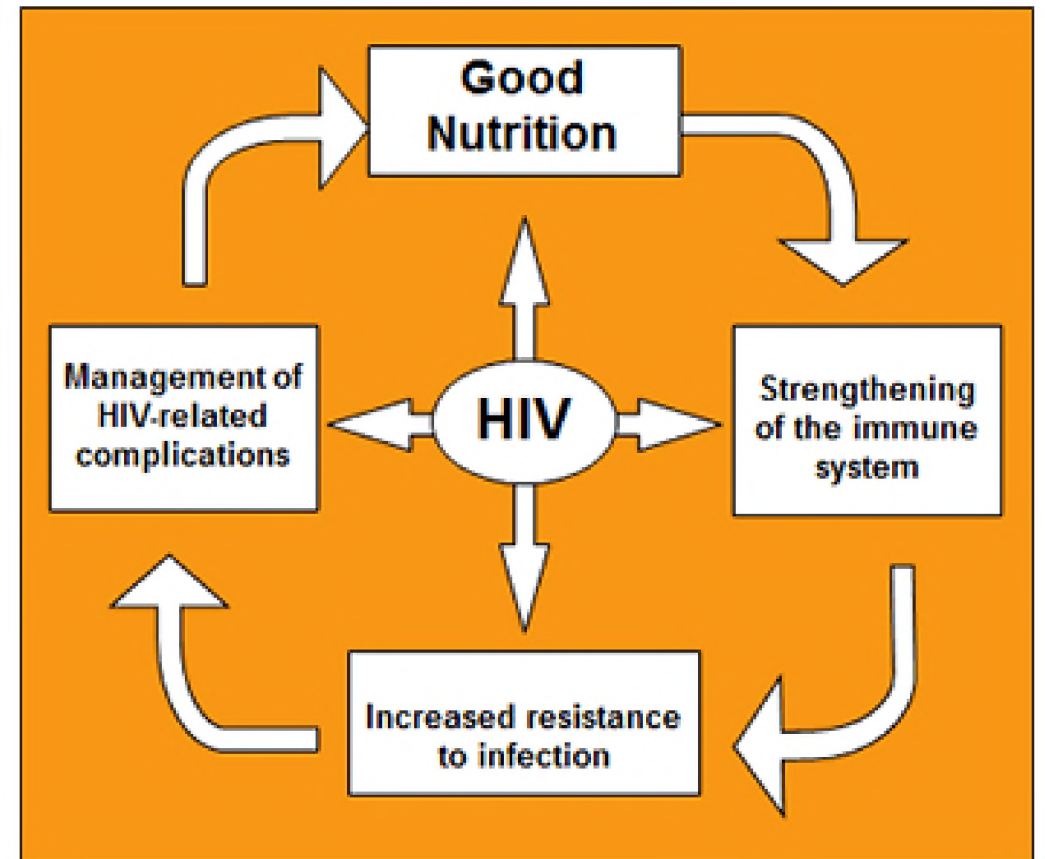 Good
Nutrition
Management of
HIV-related
complications
HIV
Strengthening
of the immune
system
Increased resistance
to infection